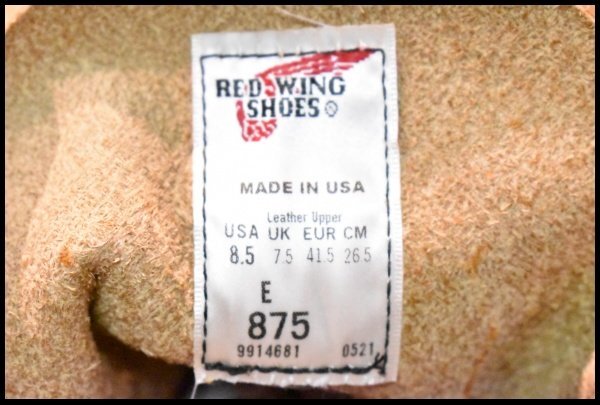 RED WING
SHOES®
MADE IN USA
Leather Upper
USA UK EUR CM
8.5 7.5 41.5 26.5
E
875
9914681 0521